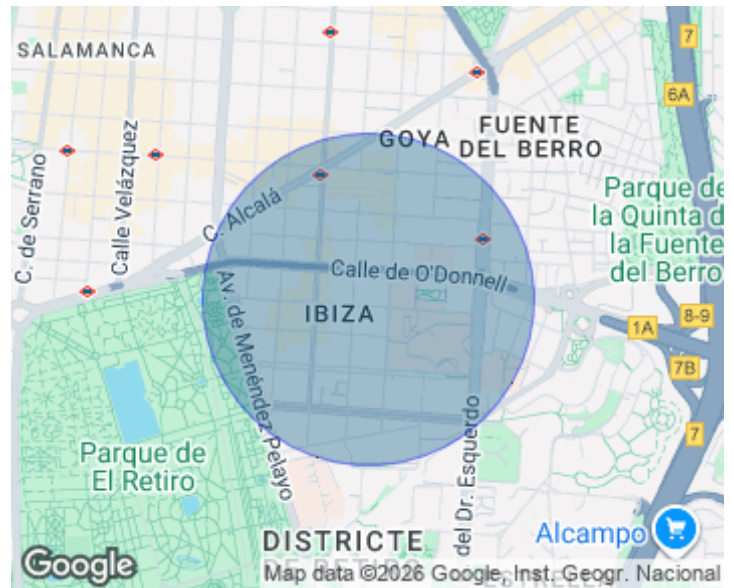 SALAMANCA
7
6A
C. de Serrano
Calle Velázquez
GOYA
FUENTE
DEL BERRO
C. Alcalá
Parque de
la Quinta d
la Fuente
del Berro
Calle de O'Donnell
Av. de Menéndez Pelayo
IBIZA
8-9
1A
7B
7
Parque de
El Retiro
del Dr. Esquerdo
Alcampo
DISTRICTE
DE RETIRO
Google
Map data ©2026 Google, Inst. Geogr. Nacional